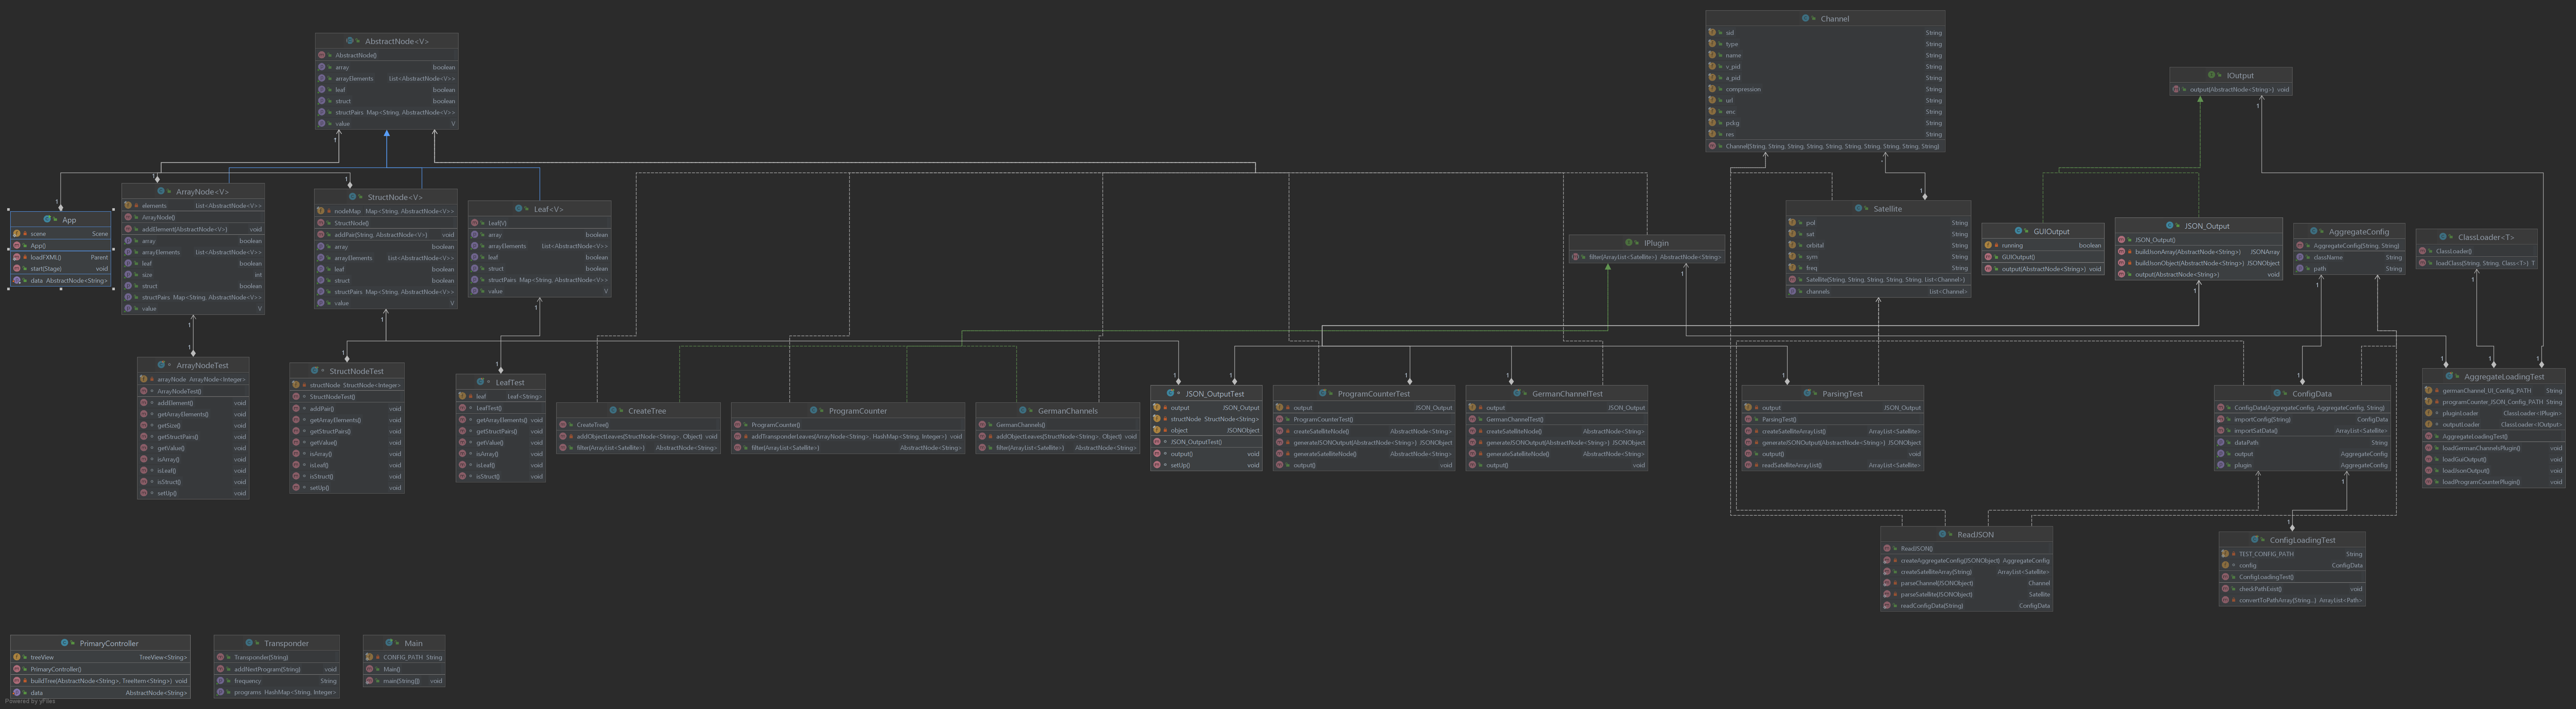 AbstractNode<V>
AbstractNode()
array boolean
arrayElements List<AbstractNode<V>>
leaf boolean
struct boolean
structPairs Map<String, AbstractNode<V>>
value V
Channel
sid String
type String
name String
v_pid String
a_pid String
compression String
url String
enc String
pckg String
res String
Channel(String, String, String, String, String, String, String, String, String, String)
IOutput
output(AbstractNode<String>) void
App
scene Scene
App()
loadFXML() Parent
start(Stage) void
data AbstractNode<String>
ArrayNode<V>
elements List<AbstractNode<V>>
ArrayNode()
addElement(AbstractNode<V>) void
array boolean
arrayElements List<AbstractNode<V>>
leaf boolean
size int
struct boolean
structPairs Map<String, AbstractNode<V>>
value V
StructNode<V>
nodeMap Map<String, AbstractNode<V>>
StructNode()
addPair(String, AbstractNode<V>) void
array boolean
arrayElements List<AbstractNode<V>>
leaf boolean
struct boolean
structPairs Map<String, AbstractNode<V>>
value V
Leaf<V>
Leaf(V)
array boolean
arrayElements List<AbstractNode<V>>
leaf boolean
struct boolean
structPairs Map<String, AbstractNode<V>>
value V
IPlugin
filter(ArrayList<Satellite>) AbstractNode<String>
Satellite
pol String
sat String
orbital String
sym String
freq String
Satellite(String, String, String, String, String, List<Channel>)
channels List<Channel>
GUIOutput
running boolean
GUIOutput()
output(AbstractNode<String>) void
JSON_Output
JSON_Output()
buildJsonArray(AbstractNode<String>) JSONArray
buildJsonObject(AbstractNode<String>) JSONObject
output(AbstractNode<String>) void
AggregateConfig
AggregateConfig(String, String)
className String
path String
ClassLoader<T>
ClassLoader()
loadClass(String, String, Class<T>) T
ArrayNodeTest
arrayNode ArrayNode<Integer>
ArrayNodeTest()
addElement() void
getArrayElements() void
getSize() void
getStructPairs() void
getValue() void
isArray() void
isLeaf() void
isStruct() void
setUp() void
StructNodeTest
structNode StructNode<Integer>
StructNodeTest()
addPair() void
getArrayElements() void
getStructPairs() void
getValue() void
isArray() void
isLeaf() void
isStruct() void
setUp() void
LeafTest
leaf Leaf<String>
LeafTest()
getArrayElements() void
getStructPairs() void
getValue() void
isArray() void
isLeaf() void
isStruct() void
CreateTree
CreateTree()
addObjectLeaves(StructNode<String>, Object) void
filter(ArrayList<Satellite>) AbstractNode<String>
ProgramCounter
ProgramCounter()
addTransponderLeaves(ArrayNode<String>, HashMap<String, Integer>) void
filter(ArrayList<Satellite>) AbstractNode<String>
GermanChannels
GermanChannels()
addObjectLeaves(StructNode<String>, Object) void
filter(ArrayList<Satellite>) AbstractNode<String>
JSON_OutputTest
output JSON_Output
structNode StructNode<String>
object JSONObject
JSON_OutputTest()
output() void
setUp() void
ProgramCounterTest
output JSON_Output
ProgramCounterTest()
createSatelliteNode() AbstractNode<String>
generateJSONOutput(AbstractNode<String>) JSONObject
generateSatelliteNode() AbstractNode<String>
output() void
GermanChannelTest
output JSON_Output
GermanChannelTest()
createSatelliteNode() AbstractNode<String>
generateJSONOutput(AbstractNode<String>) JSONObject
generateSatelliteNode() AbstractNode<String>
output() void
ParsingTest
output JSON_Output
ParsingTest()
createSatelliteArrayList() ArrayList<Satellite>
generateJSONOutput(AbstractNode<String>) JSONObject
output() void
readSatelliteArrayList() ArrayList<Satellite>
ConfigData
ConfigData(AggregateConfig, AggregateConfig, String)
importConfig(String) ConfigData
importSatData() ArrayList<Satellite>
dataPath String
output AggregateConfig
plugin AggregateConfig
AggregateLoadingTest
germanChannel_UI_Config_PATH String
programCounter_JSON_Config_PATH String
pluginLoader ClassLoader<IPlugin>
outputLoader ClassLoader<IOutput>
AggregateLoadingTest()
loadGermanChannelsPlugin() void
loadGuiOutput() void
loadJsonOutput() void
loadProgramCounterPlugin() void
ReadJSON
ReadJSON()
createAggregateConfig(JSONObject) AggregateConfig
createSatelliteArray(String) ArrayList<Satellite>
parseChannel(JSONObject) Channel
parseSatellite(JSONObject) Satellite
readConfigData(String) ConfigData
ConfigLoadingTest
TEST_CONFIG_PATH String
config ConfigData
ConfigLoadingTest()
checkPathExist() void
convertToPathArray(String...) ArrayList<Path>
PrimaryController
treeView TreeView<String>
PrimaryController()
buildTree(AbstractNode<String>, TreeItem<String>) void
data AbstractNode<String>
Transponder
Transponder(String)
addNextProgram(String) void
frequency String
programs HashMap<String, Integer>
Main
CONFIG_PATH String
Main()
main(String[]) void
Powered by yFiles